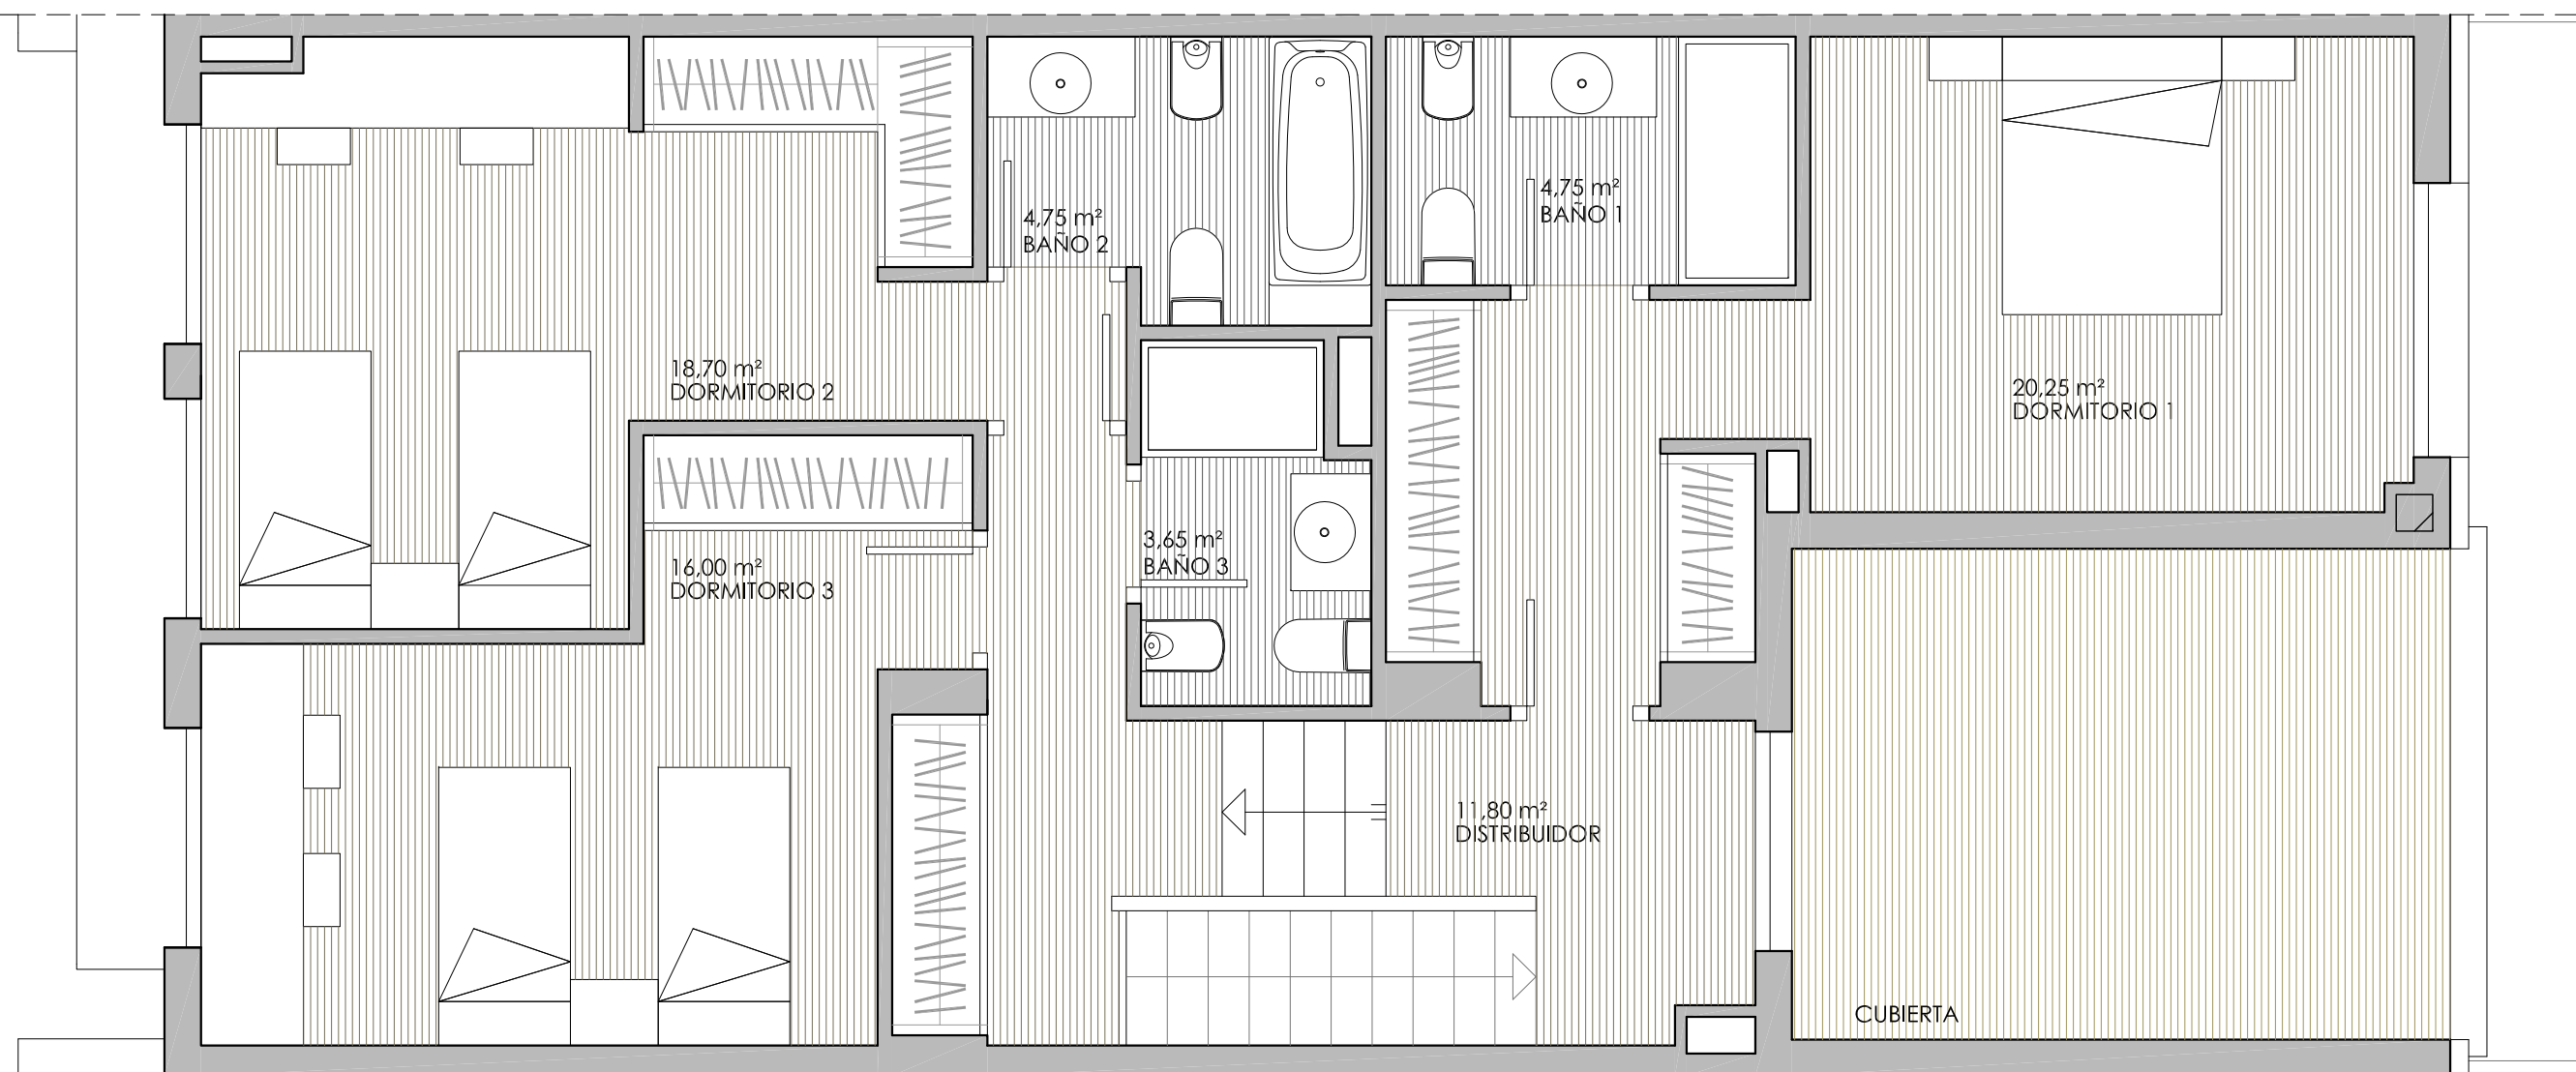 4,75 m²
BAÑO 2
4,75 m²
BAÑO 1
18,70 m²
DORMITORIO 2
20,25 m²
DORMITORIO 1
3,65 m²
BAÑO 3
16,00 m²
DORMITORIO 3
11,80 m²
DISTRIBUIDOR
CUBIERTA